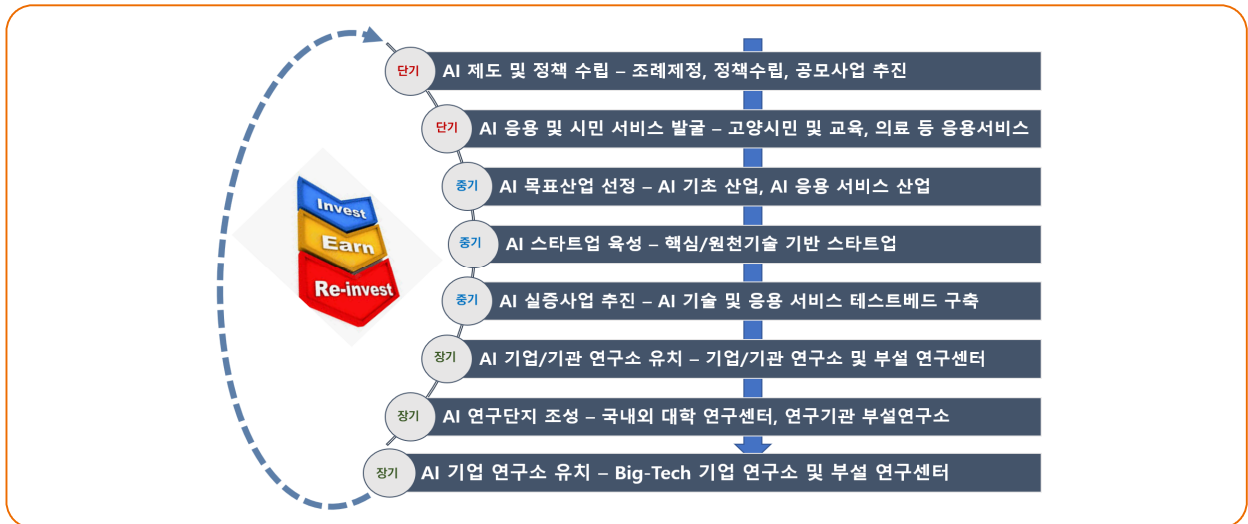 단기
AI 제도 및 정책 수립 – 조례제정, 정책수립, 공모사업 추진
단기
AI 응용 및 시민 서비스 발굴 – 고양시민 및 교육, 의료 등 응용서비스
중기
AI 목표산업 선정 – AI 기초 산업, AI 응용 서비스 산업
중기
AI 스타트업 육성 – 핵심/원천기술 기반 스타트업
중기
AI 실증사업 추진 – AI 기술 및 응용 서비스 테스트베드 구축
장기
AI 기업/기관 연구소 유치 – 기업/기관 연구소 및 부설 연구센터
장기
AI 연구단지 조성 – 국내외 대학 연구센터, 연구기관 부설연구소
장기
AI 기업 연구소 유치 – Big-Tech 기업 연구소 및 부설 연구센터
Invest
Earn
Re-invest